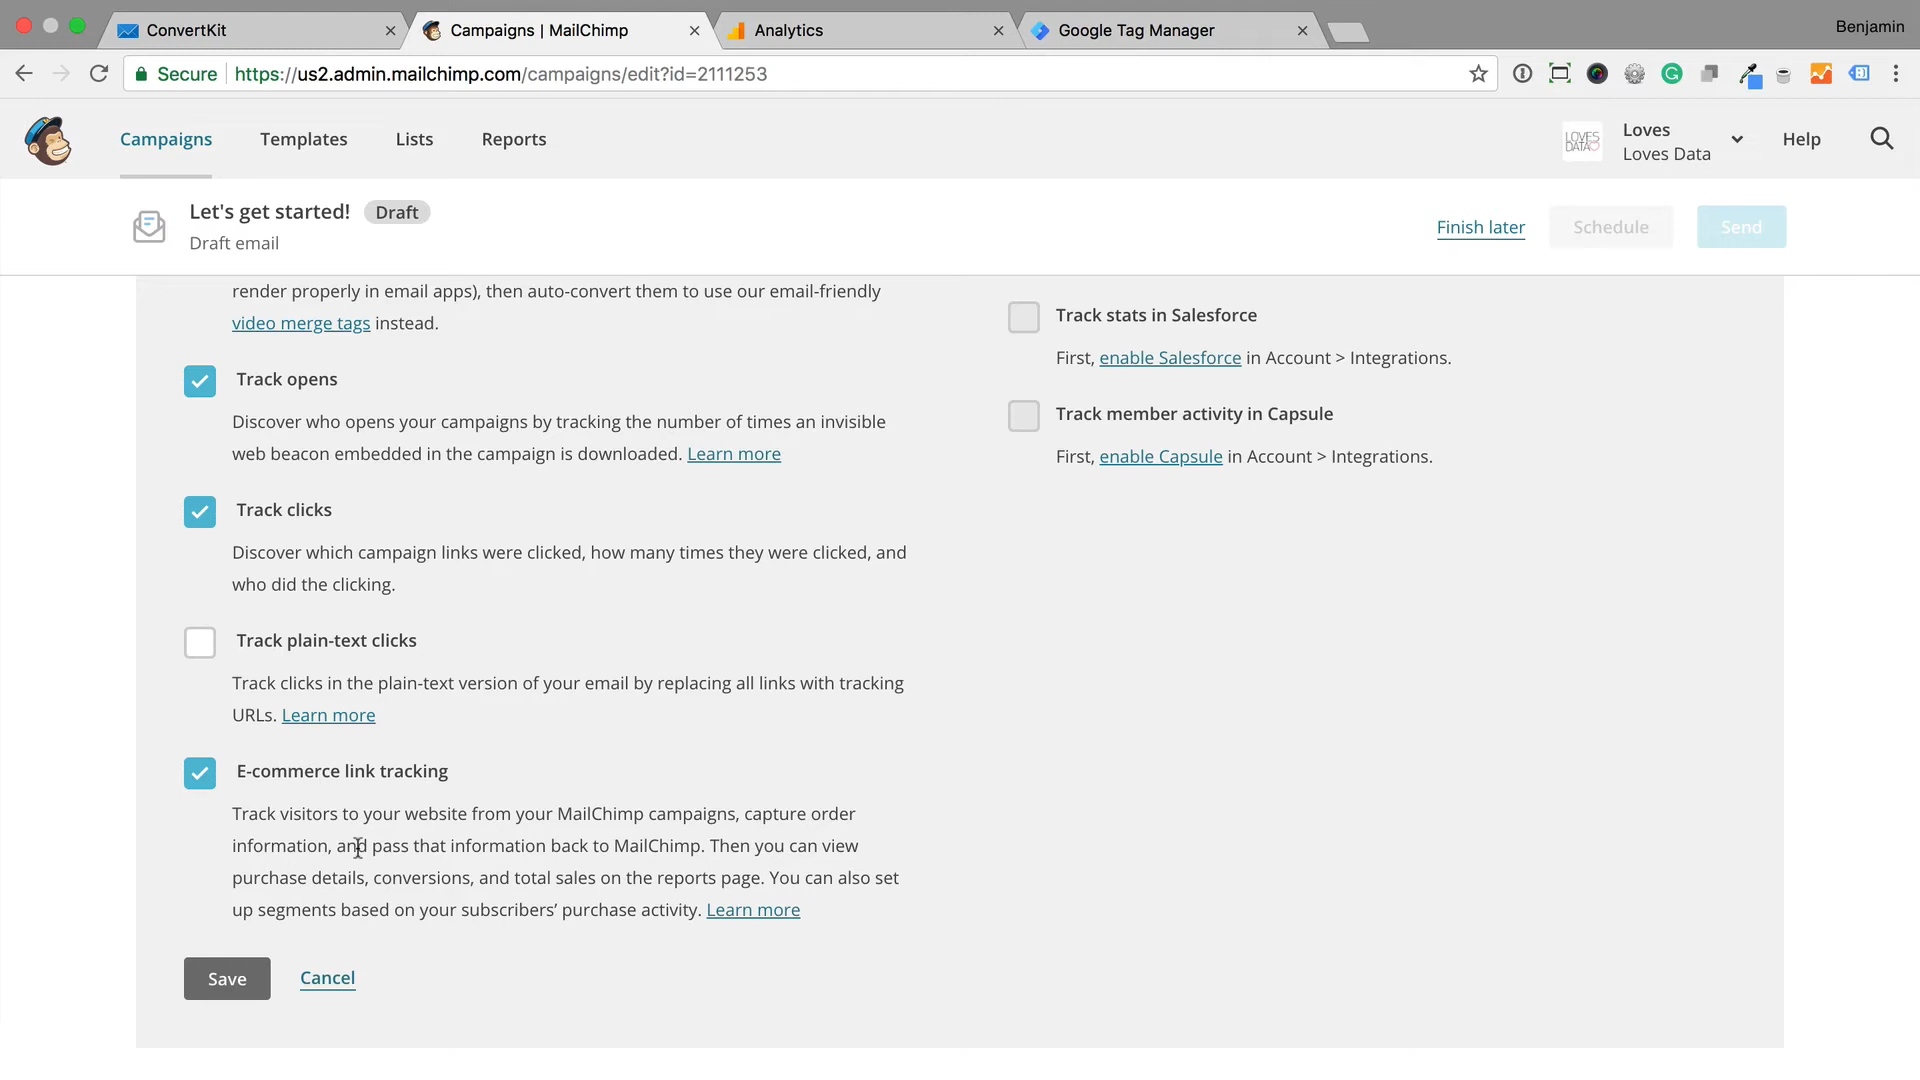 ConvertKit
Campaigns | MailChimp
Analytics
Google Tag Manager
Benjamin
Secure
https://us2.admin.mailchimp.com/campaigns/edit?id=2111253
Campaigns
Templates
Lists
Reports
LOVES
DATA
Loves
Loves Data
Help
Let's get started!
Draft
Draft email
Finish later
Schedule
Send
render properly in email apps), then auto-convert them to use our email-friendly
video merge tags instead.
Track opens
Discover who opens your campaigns by tracking the number of times an invisible
web beacon embedded in the campaign is downloaded. Learn more
Track clicks
Discover which campaign links were clicked, how many times they were clicked, and
who did the clicking.
Track plain-text clicks
Track clicks in the plain-text version of your email by replacing all links with tracking
URLs. Learn more
E-commerce link tracking
Track visitors to your website from your MailChimp campaigns, capture order
information, and pass that information back to MailChimp. Then you can view
purchase details, conversions, and total sales on the reports page. You can also set
up segments based on your subscribers’ purchase activity. Learn more
Save
Cancel
Track stats in Salesforce
First, enable Salesforce in Account > Integrations.
Track member activity in Capsule
First, enable Capsule in Account > Integrations.